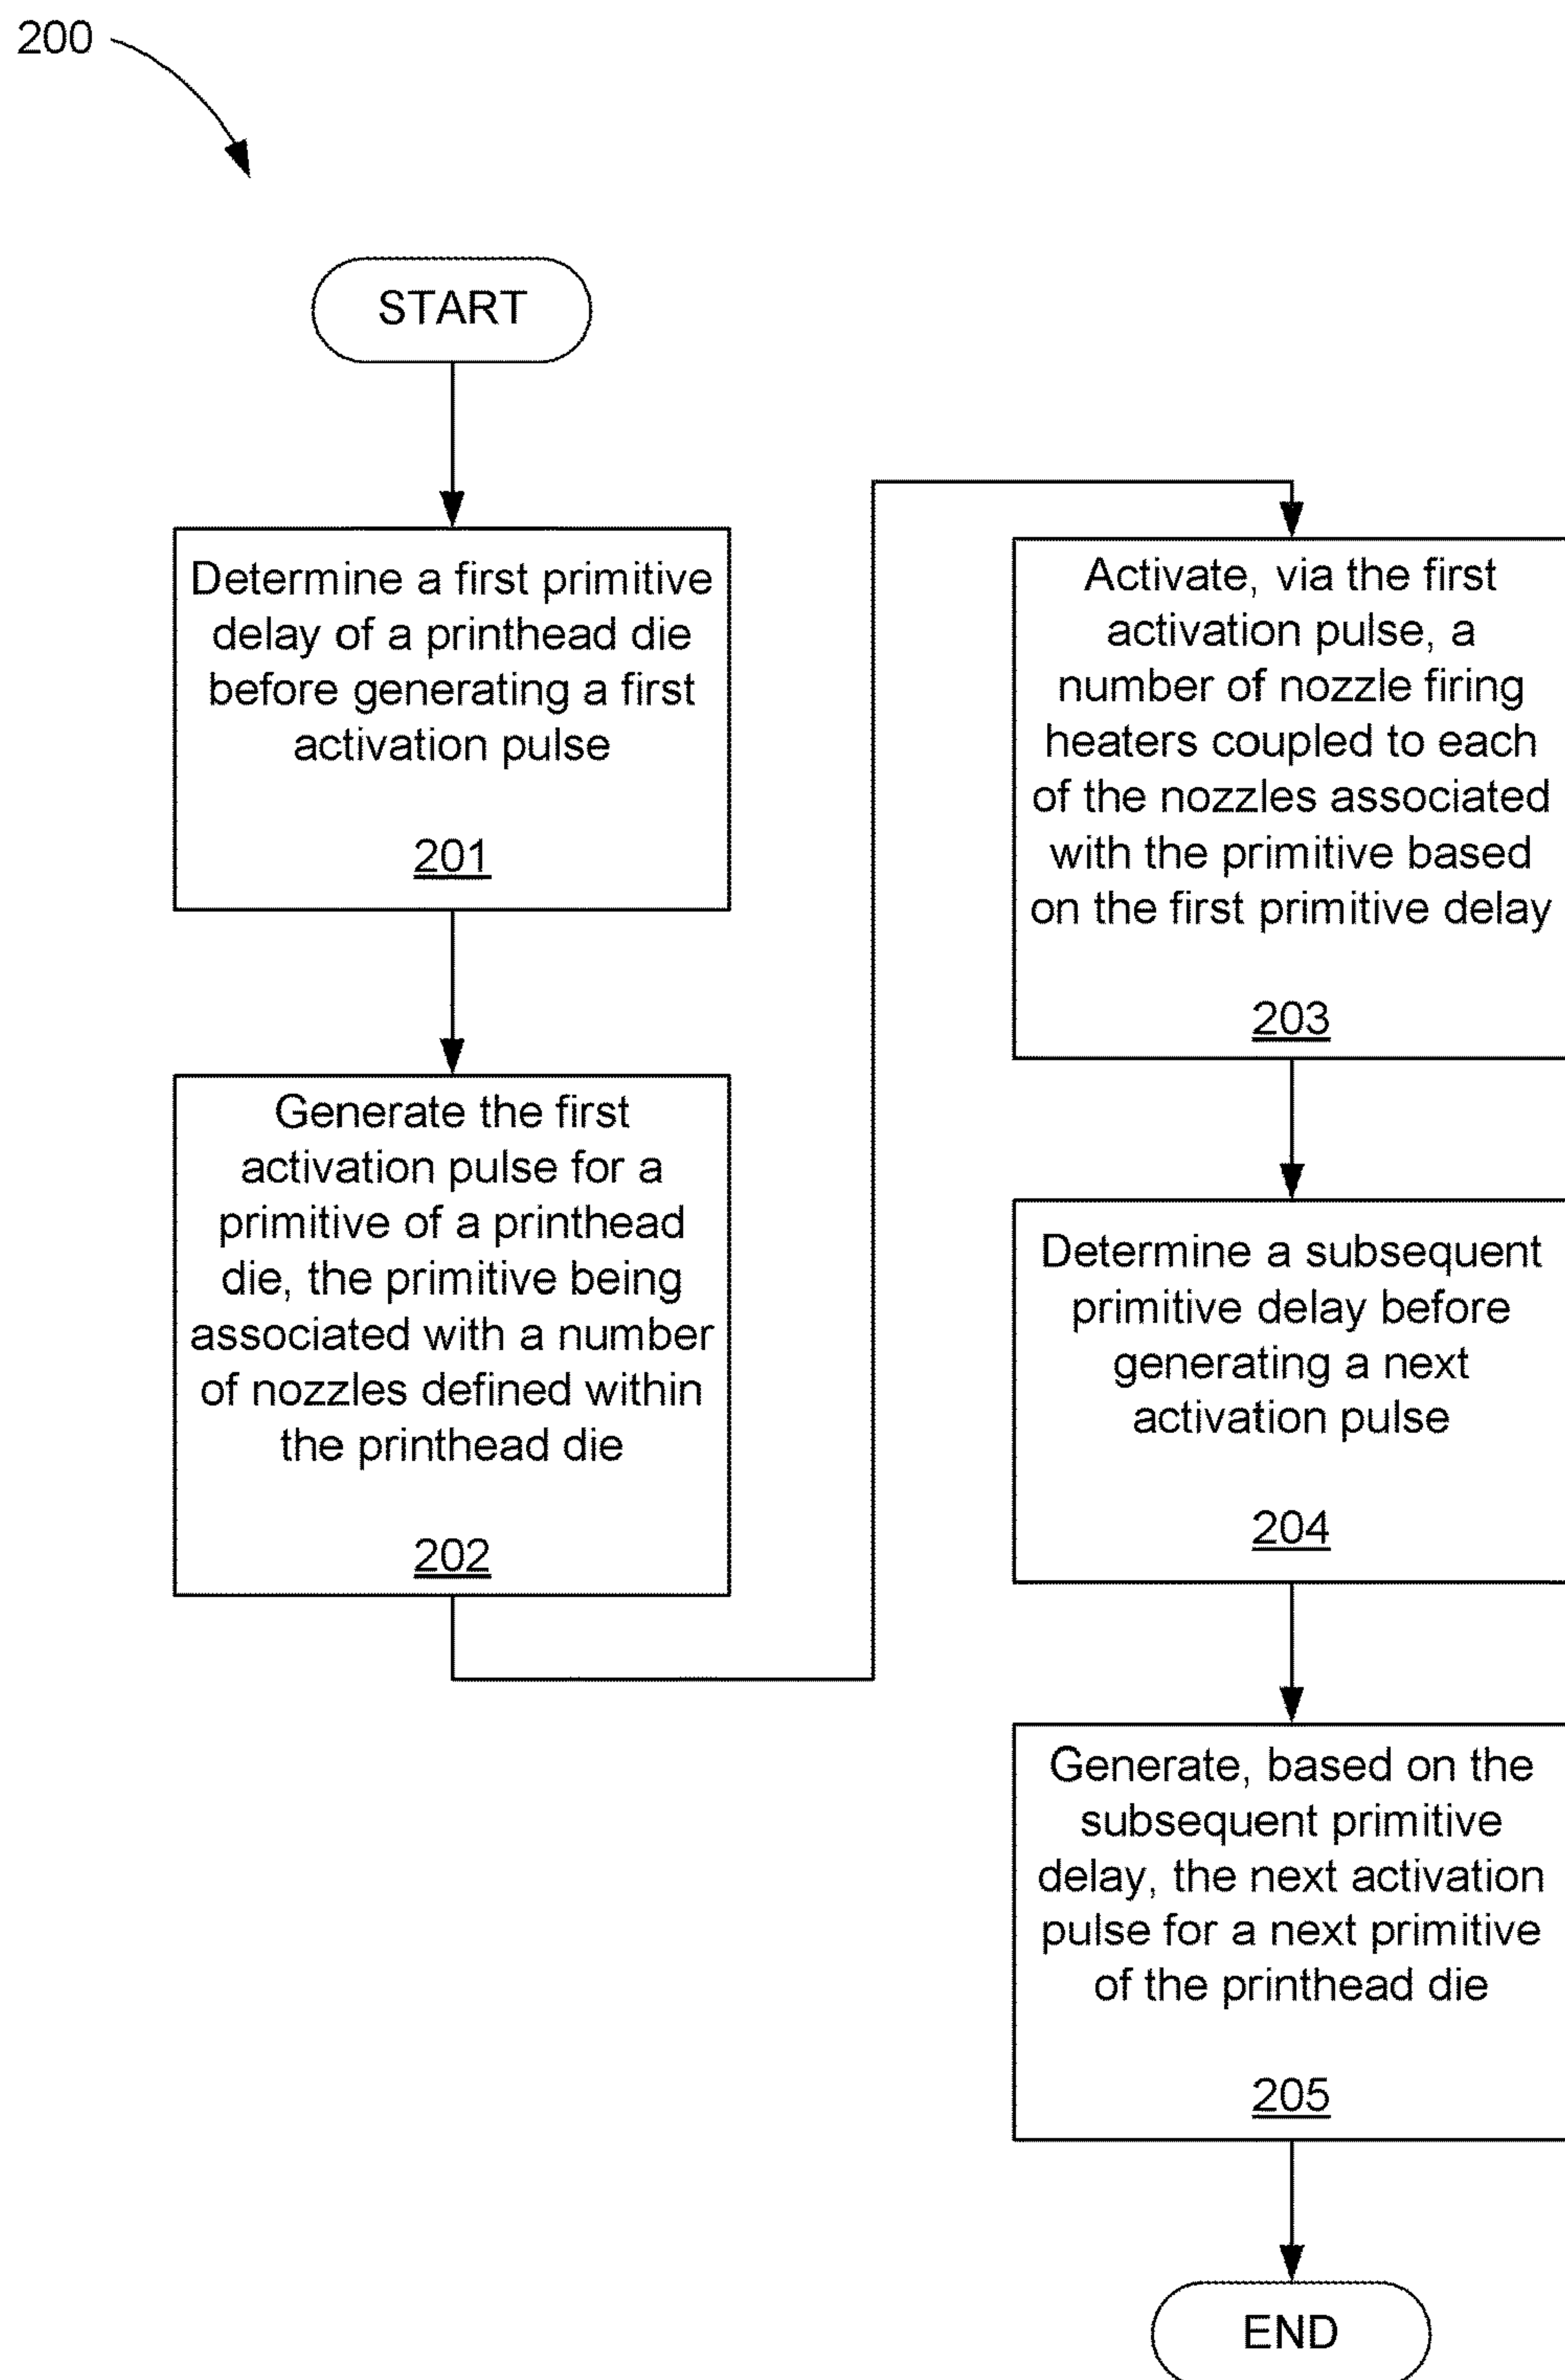 200
START
Determine a first primitive
delay of a printhead die
before generating a first
activation pulse
201
Generate the first
activation pulse for a
primitive of a printhead
die, the primitive being
associated with a number
of nozzles defined within
the printhead die
202
Activate, via the first
activation pulse, a
number of nozzle firing
heaters coupled to each
of the nozzles associated
with the primitive based
on the first primitive delay
203
Determine a subsequent
primitive delay before
generating a next
activation pulse
204
Generate, based on the
subsequent primitive
delay, the next activation
pulse for a next primitive
of the printhead die
205
END